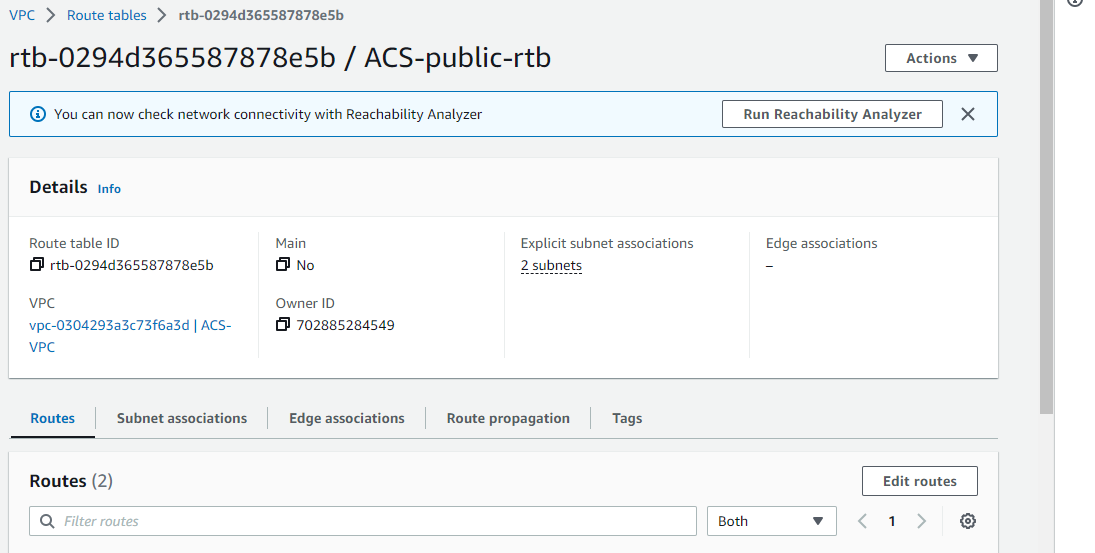 VPC > Route tables > rtb-0294d365587878e5b
rtb-0294d365587878e5b / ACS-public-rtb
Actions
You can now check network connectivity with Reachability Analyzer
Run Reachability Analyzer
Details Info
Route table ID
rtb-0294d365587878e5b
Main
No
Explicit subnet associations
2 subnets
Edge associations
–
VPC
vpc-0304293a3c73f6a3d | ACS-
VPC
Owner ID
702885284549
Routes
Subnet associations
Edge associations
Route propagation
Tags
Routes (2)
Edit routes
Filter routes
Both
1